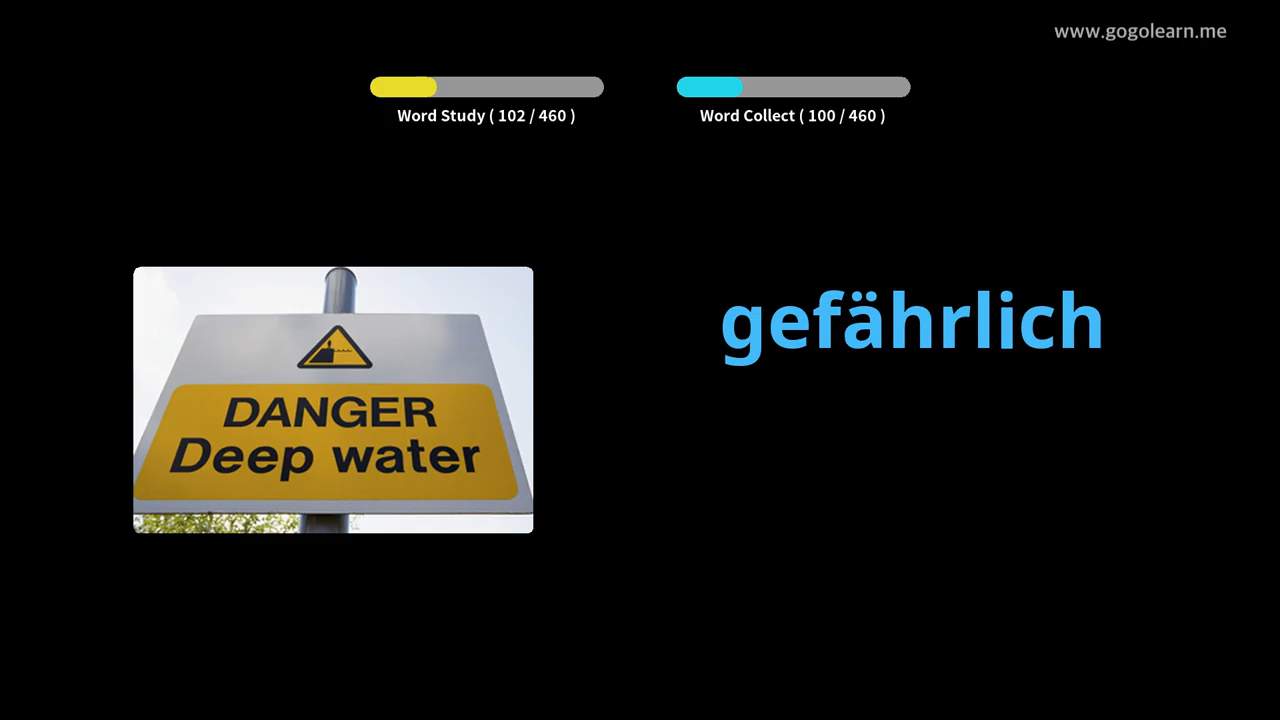 www.gogolearn.me
Word Study ( 102 / 460 )
Word Collect ( 100 / 460 )
DANGER
Deep water
gefährlich